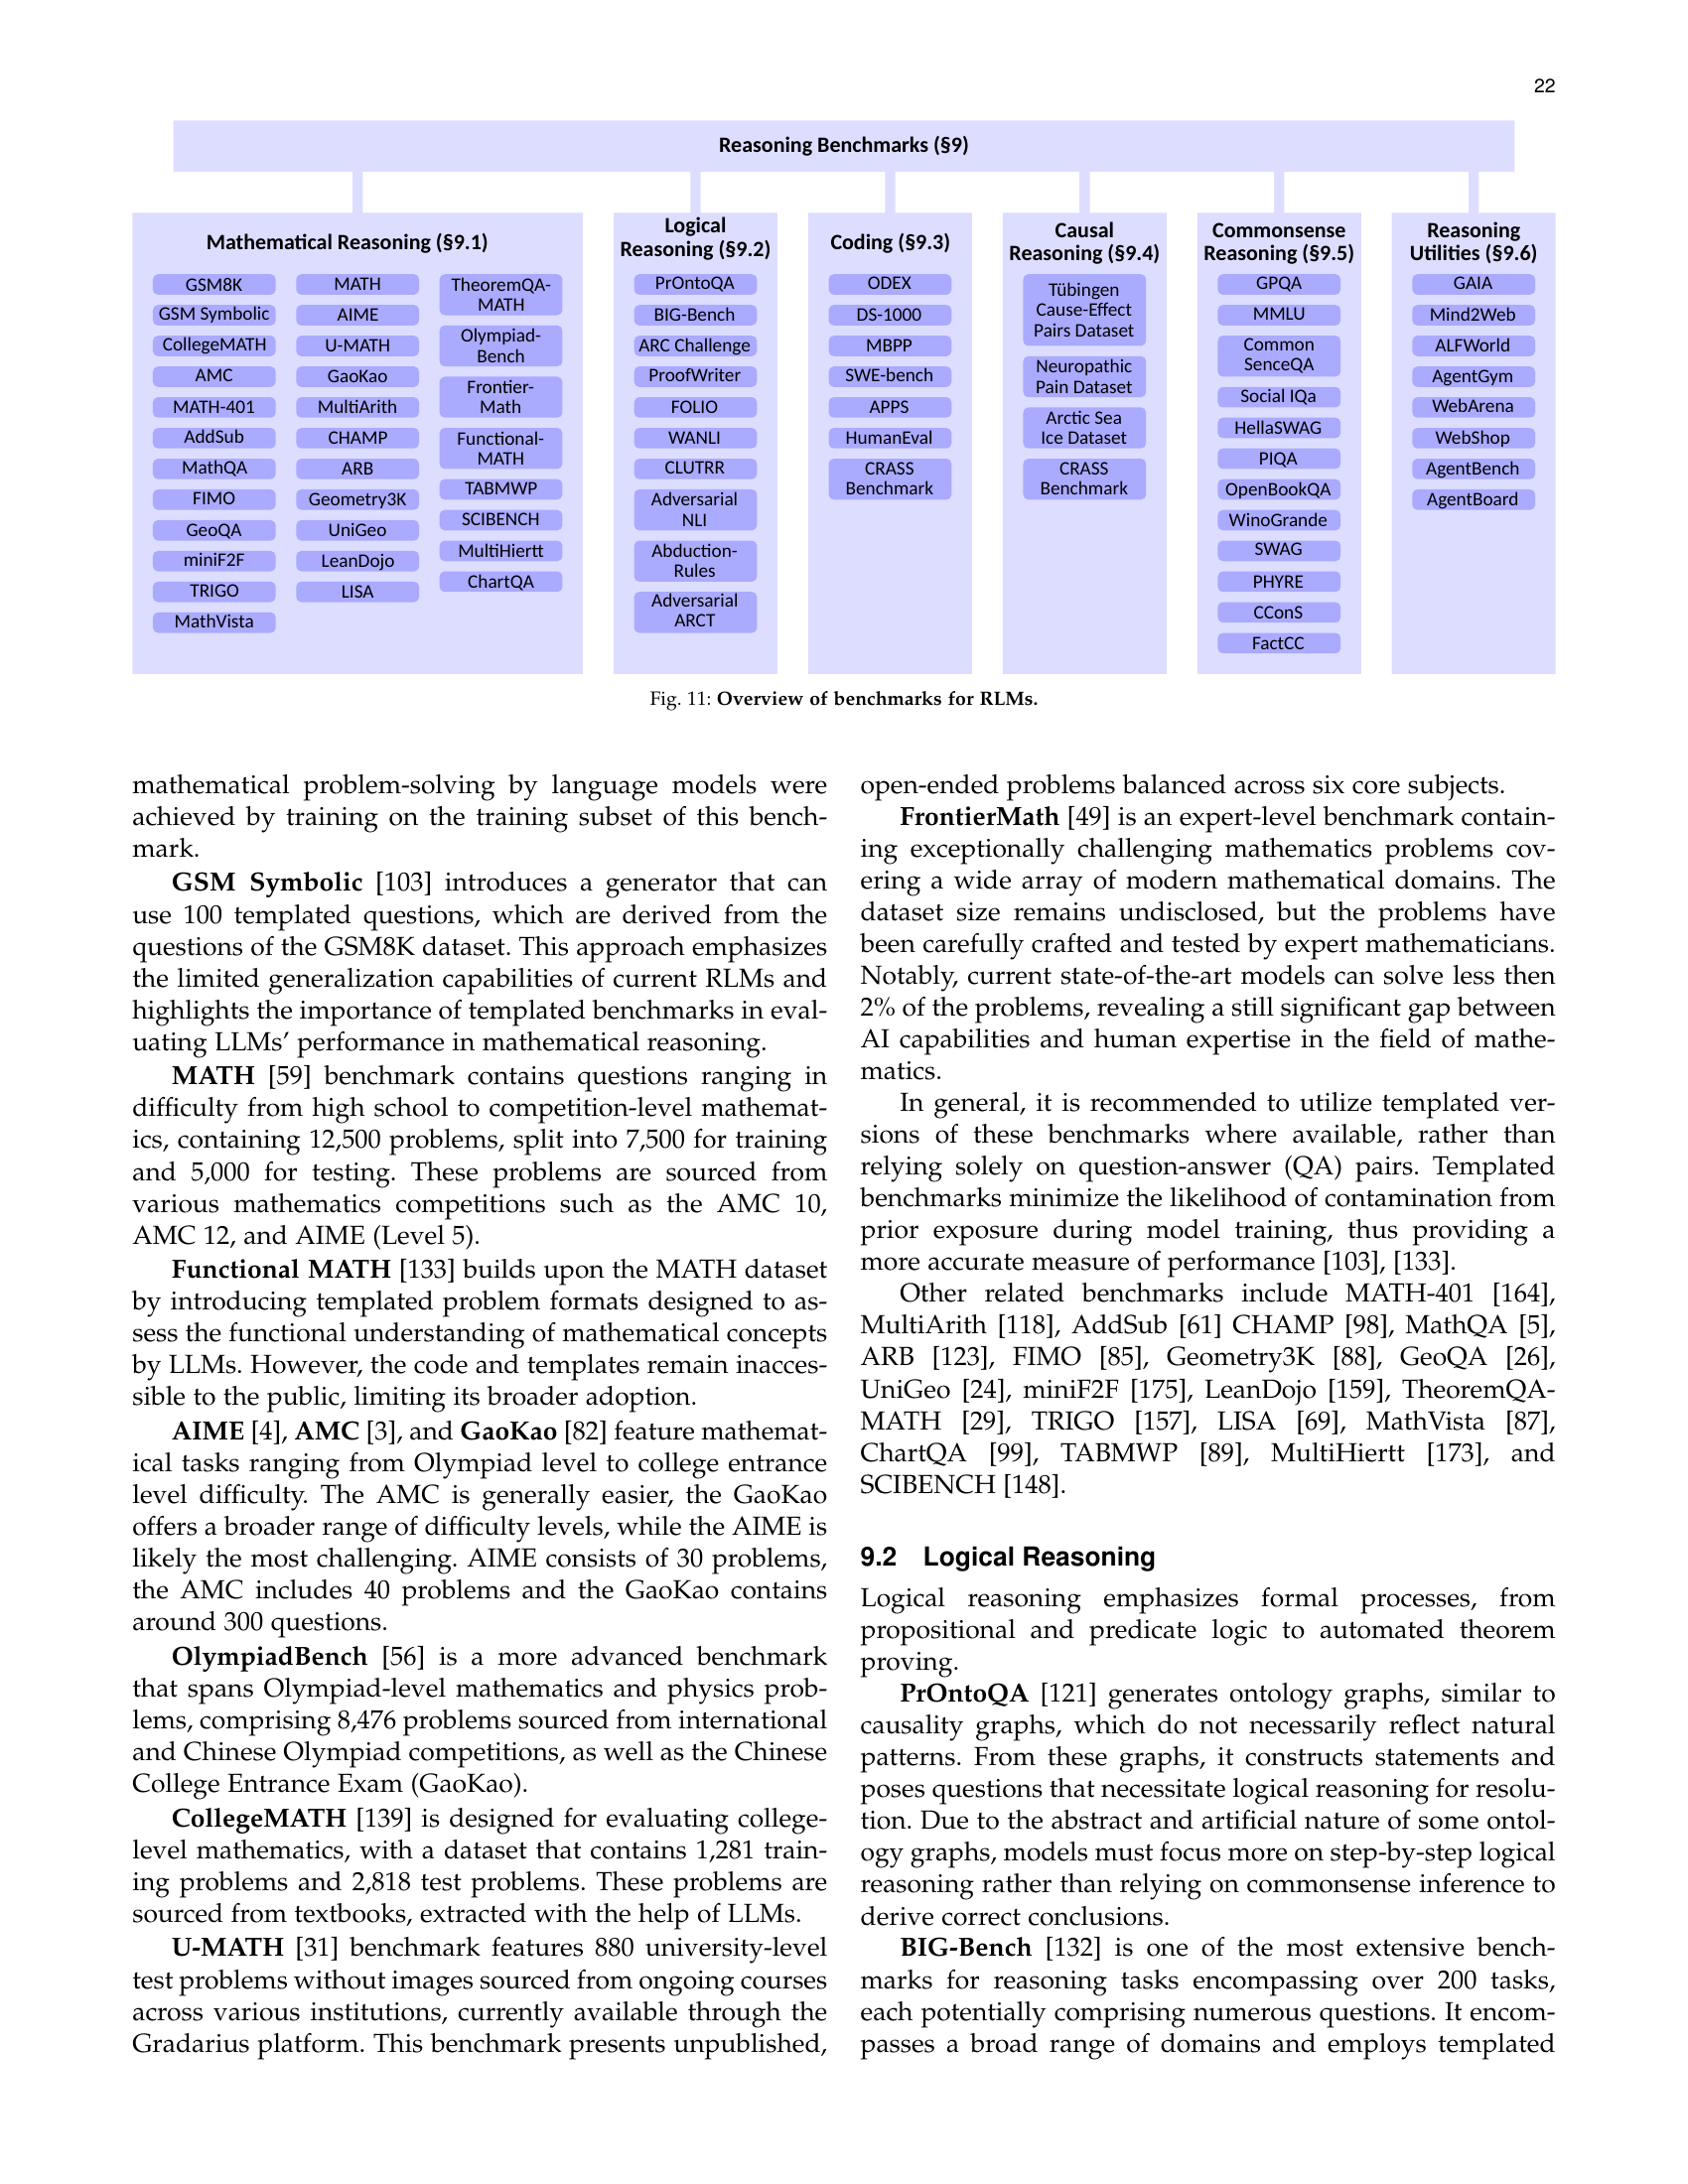 22
Reasoning Benchmarks (§9)
Mathematical Reasoning (§9.1)
GSM8K
GSM Symbolic
CollegeMATH
AMC
MATH-401
AddSub
MathQA
FIMO
GeoQA
miniF2F
TRIGO
MathVista
MATH
AIME
U-MATH
GaoKao
MultiArith
CHAMP
ARB
Geometry3K
UniGeo
LeanDojo
LISA
TheoremQA-
MATH
Olympiad-
Bench
Frontier-
Math
Functional-
MATH
TABMWP
SCIBENCH
MultiHiertt
ChartQA
Logical
Reasoning (§9.2)
PrOntoQA
BIG-Bench
ARC Challenge
ProofWriter
FOLIO
WANLI
CLUTRR
Adversarial
NLI
Abduction-
Rules
Adversarial
ARCT
Coding (§9.3)
ODEX
DS-1000
MBPP
SWE-bench
APPS
HumanEval
CRASS
Benchmark
Causal
Reasoning (§9.4)
Tübingen
Cause-Effect
Pairs Dataset
Neuropathic
Pain Dataset
Arctic Sea
Ice Dataset
CRASS
Benchmark
Commonsense
Reasoning (§9.5)
GPQA
MMLU
Common
SenceQA
Social IQa
HellaSWAG
PIQA
OpenBookQA
WinoGrande
SWAG
PHYRE
CConS
FactCC
Reasoning
Utilities (§9.6)
GAIA
Mind2Web
ALFWorld
AgentGym
WebArena
WebShop
AgentBench
AgentBoard
Fig. 11: Overview of benchmarks for RLMs.
mathematical problem-solving by language models were
achieved by training on the training subset of this bench-
mark.
GSM Symbolic [103] introduces a generator that can
use 100 templated questions, which are derived from the
questions of the GSM8K dataset. This approach emphasizes
the limited generalization capabilities of current RLMs and
highlights the importance of templated benchmarks in eval-
uating LLMs' performance in mathematical reasoning.
MATH [59] benchmark contains questions ranging in
difficulty from high school to competition-level mathemat-
ics, containing 12,500 problems, split into 7,500 for training
and 5,000 for testing. These problems are sourced from
various mathematics competitions such as the AMC 10,
AMC 12, and AIME (Level 5).
Functional MATH [133] builds upon the MATH dataset
by introducing templated problem formats designed to as-
sess the functional understanding of mathematical concepts
by LLMs. However, the code and templates remain inacces-
sible to the public, limiting its broader adoption.
AIME [4], AMC [3], and GaoKao [82] feature mathemat-
ical tasks ranging from Olympiad level to college entrance
level difficulty. The AMC is generally easier, the GaoKao
offers a broader range of difficulty levels, while the AIME is
likely the most challenging. AIME consists of 30 problems,
the AMC includes 40 problems and the GaoKao contains
around 300 questions.
OlympiadBench [56] is a more advanced benchmark
that spans Olympiad-level mathematics and physics prob-
lems, comprising 8,476 problems sourced from international
and Chinese Olympiad competitions, as well as the Chinese
College Entrance Exam (GaoKao).
CollegeMATH [139] is designed for evaluating college-
level mathematics, with a dataset that contains 1,281 train-
ing problems and 2,818 test problems. These problems are
sourced from textbooks, extracted with the help of LLMs.
U-MATH [31] benchmark features 880 university-level
test problems without images sourced from ongoing courses
across various institutions, currently available through the
Gradarius platform. This benchmark presents unpublished,
open-ended problems balanced across six core subjects.
FrontierMath [49] is an expert-level benchmark contain-
ing exceptionally challenging mathematics problems cov-
ering a wide array of modern mathematical domains. The
dataset size remains undisclosed, but the problems have
been carefully crafted and tested by expert mathematicians.
Notably, current state-of-the-art models can solve less then
2% of the problems, revealing a still significant gap between
AI capabilities and human expertise in the field of mathe-
matics.
In general, it is recommended to utilize templated ver-
sions of these benchmarks where available, rather than
relying solely on question-answer (QA) pairs. Templated
benchmarks minimize the likelihood of contamination from
prior exposure during model training, thus providing a
more accurate measure of performance [103], [133].
Other related benchmarks include MATH-401 [164],
MultiArith [118], AddSub [61] CHAMP [98], MathQA [5],
ARB [123], FIMO [85], Geometry3K [88], GeoQA [26],
UniGeo [24], miniF2F [175], LeanDojo [159], TheoremQA-
MATH [29], TRIGO [157], LISA [69], MathVista [87],
ChartQA [99], TABMWP [89], MultiHiertt [173], and
SCIBENCH [148].
9.2 Logical Reasoning
Logical reasoning emphasizes formal processes, from
propositional and predicate logic to automated theorem
proving.
PrOntoQA [121] generates ontology graphs, similar to
causality graphs, which do not necessarily reflect natural
patterns. From these graphs, it constructs statements and
poses questions that necessitate logical reasoning for resolu-
tion. Due to the abstract and artificial nature of some ontol-
ogy graphs, models must focus more on step-by-step logical
reasoning rather than relying on commonsense inference to
derive correct conclusions.
BIG-Bench [132] is one of the most extensive bench-
marks for reasoning tasks encompassing over 200 tasks,
each potentially comprising numerous questions. It encom-
passes a broad range of domains and employs templated